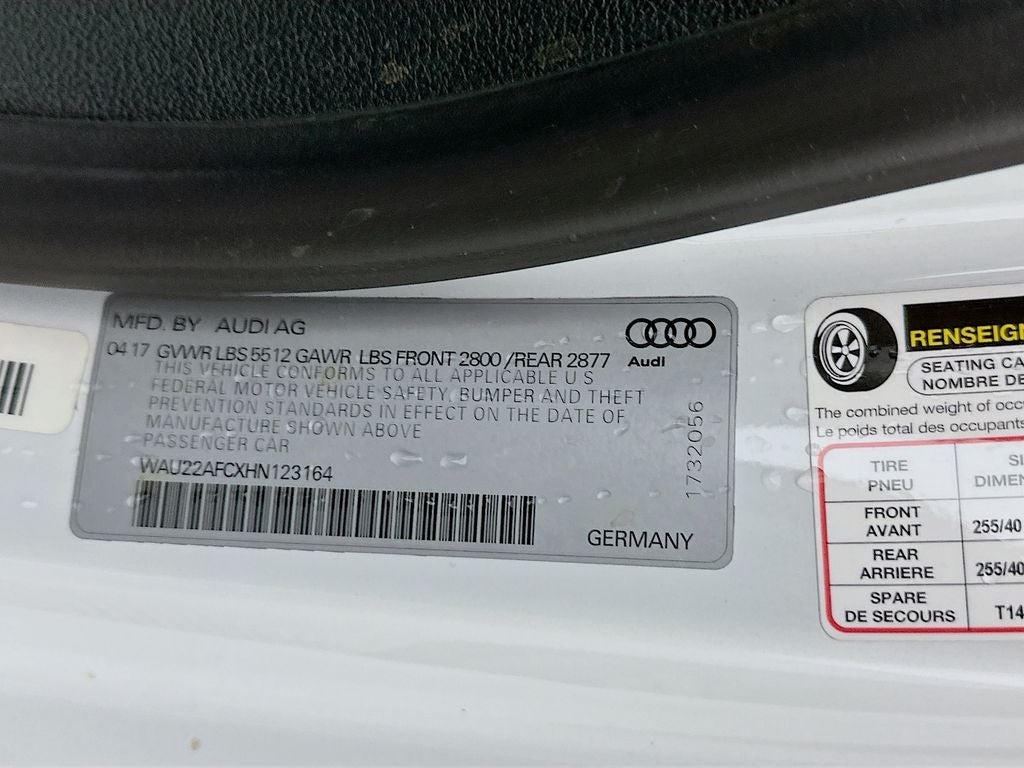 MFD. BY AUDI AG
Audi
04 17 GVWR LBS 5512 GAWR LBS FRONT 2800 /REAR 2877
THIS VEHICLE CONFORMS TO ALL APPLICABLE U S
FEDERAL MOTOR VEHICLE SAFETY, BUMPER AND THEFT
PREVENTION STANDARDS IN EFFECT ON THE DATE OF
MANUFACTURE SHOWN ABOVE
PASSENGER CAR
WAU22AFCXHN123164
GERMANY
1732056
RENSEIGN
SEATING CA
NOMBRE DE
The combined weight of occ
Le poids total des occupants
TIRE
PNEU
SI
DIMEN
FRONT
AVANT
255/40
REAR
ARRIERE
255/40
SPARE
DE SECOURS
T14